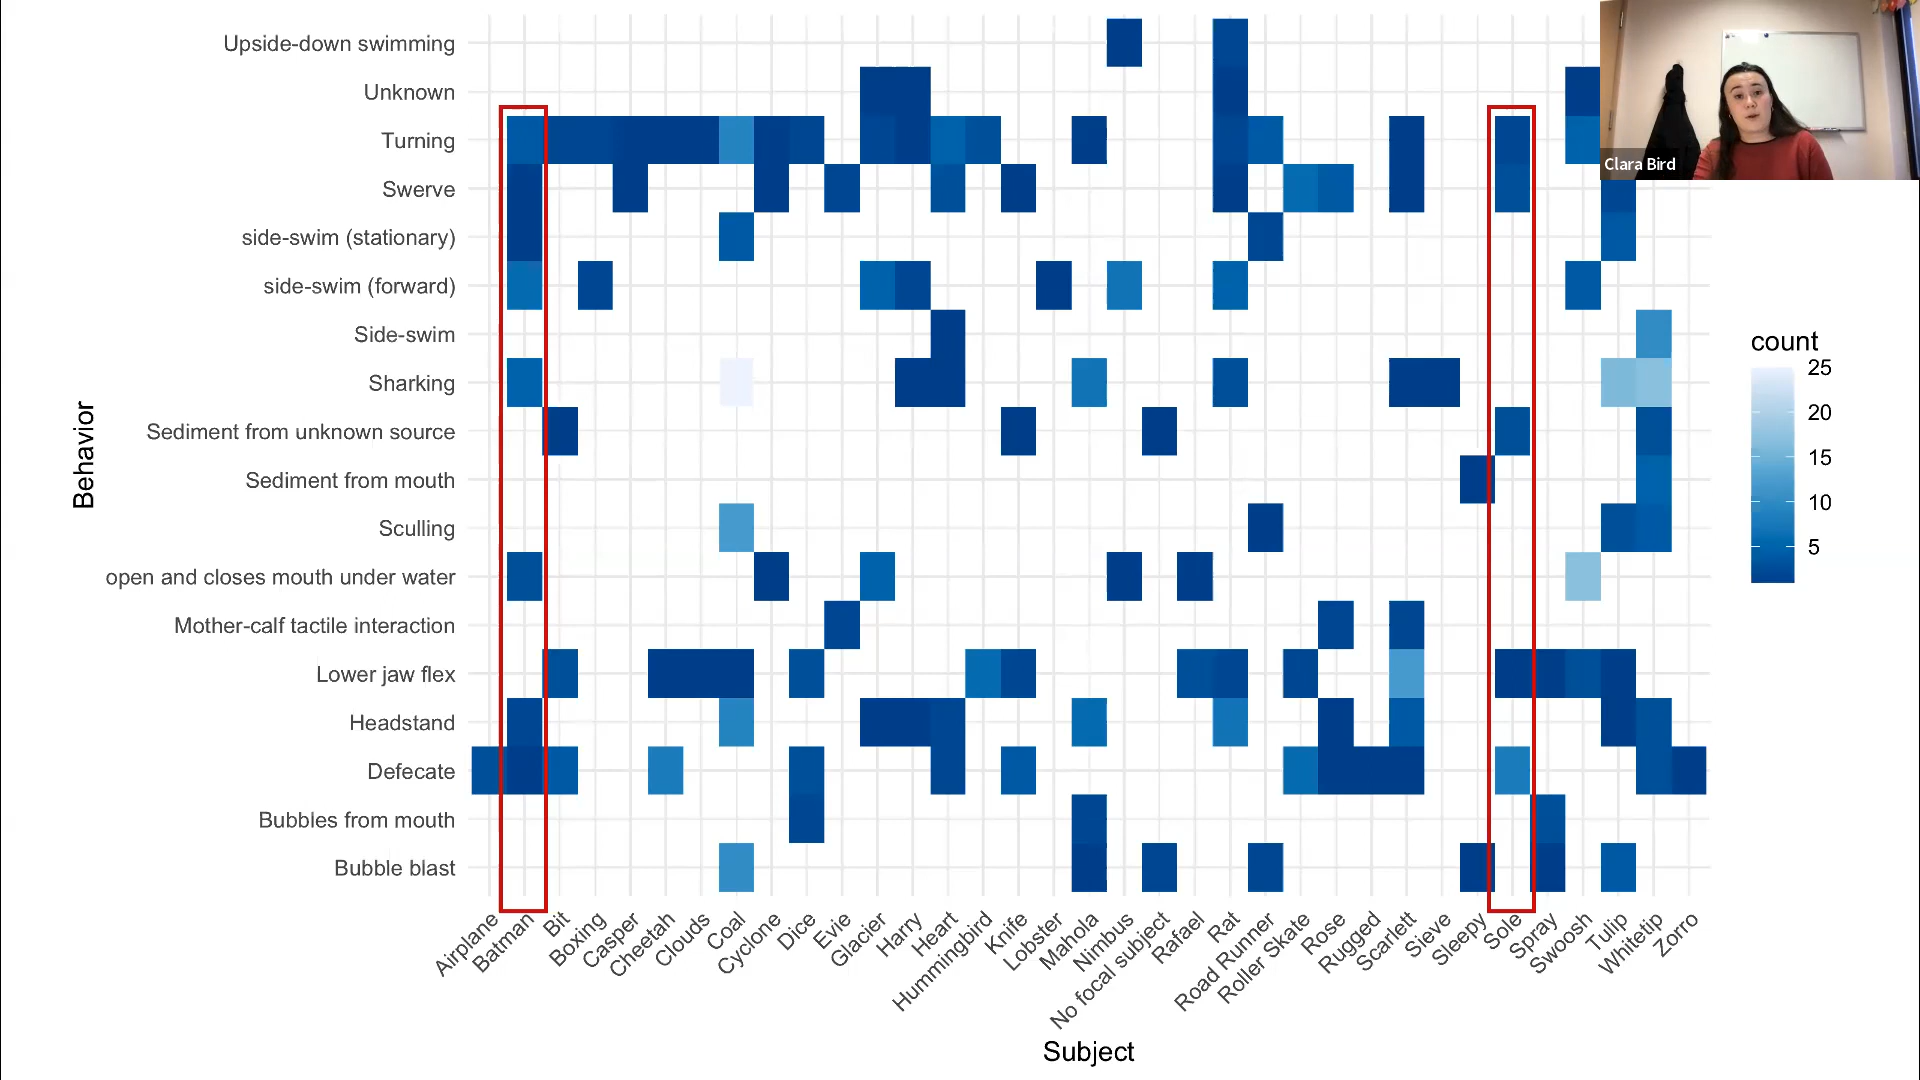 Upside-down swimming
Unknown
Turning
Swerve
side-swim (stationary)
side-swim (forward)
Side-swim
Sharking
Sediment from unknown source
Sediment from mouth
Sculling
open and closes mouth under water
Mother-calf tactile interaction
Lower jaw flex
Headstand
Defecate
Bubbles from mouth
Bubble blast
Behavior
Airplane
Batman
Bit
Boxing
Casper
Cheetah
Clouds
Coal
Cyclone
Dice
Evie
Glacier
Harry
Heart
Hummingbird
Knife
Lobster
Mahola
Nimbus
No focal subject
Rafael
Rat
Road Runner
Roller Skate
Rose
Rugged
Scarlett
Sieve
Sleepy
Sole
Spray
Swoosh
Tulip
Whitetip
Zorro
Subject
count
25
20
15
10
5
Clara Bird